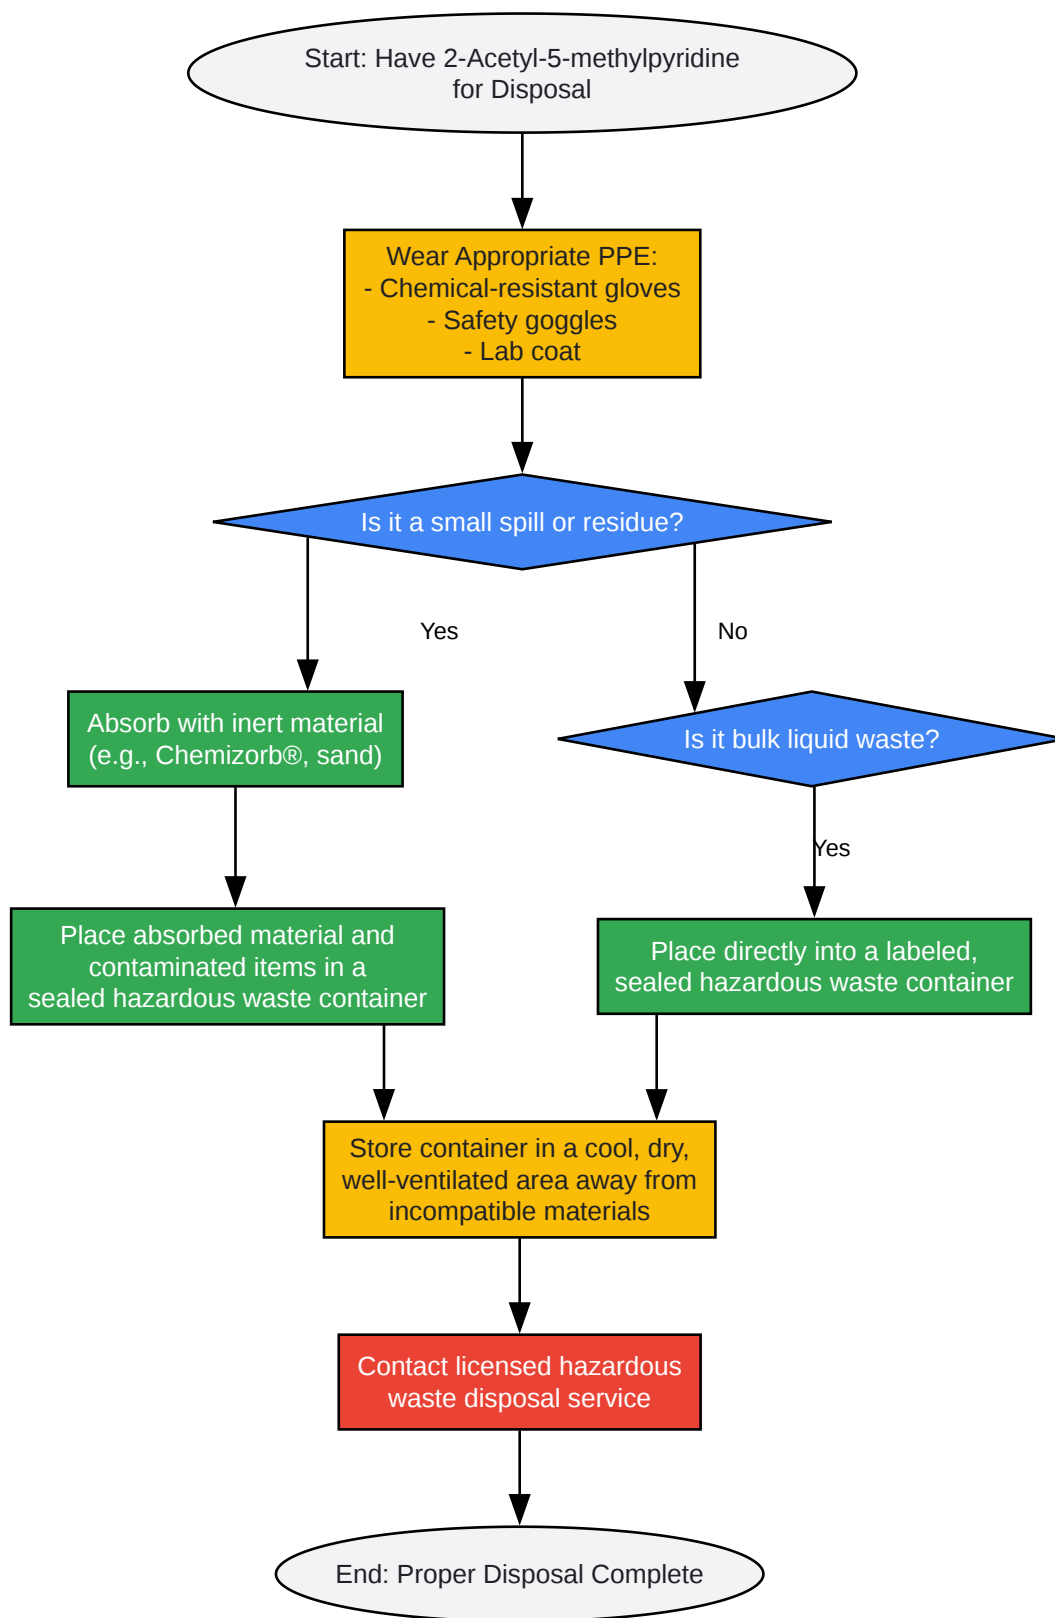 Start: Have 2-Acetyl-5-methylpyridine
for Disposal
Wear Appropriate PPE:
- Chemical-resistant gloves
- Safety goggles
- Lab coat
Is it a small spill or residue?
Yes
No
Absorb with inert material
(e.g., Chemizorb®, sand)
Is it bulk liquid waste?
Yes
Place absorbed material and
contaminated items in a
sealed hazardous waste container
Place directly into a labeled,
sealed hazardous waste container
Store container in a cool, dry,
well-ventilated area away from
incompatible materials
Contact licensed hazardous
waste disposal service
End: Proper Disposal Complete